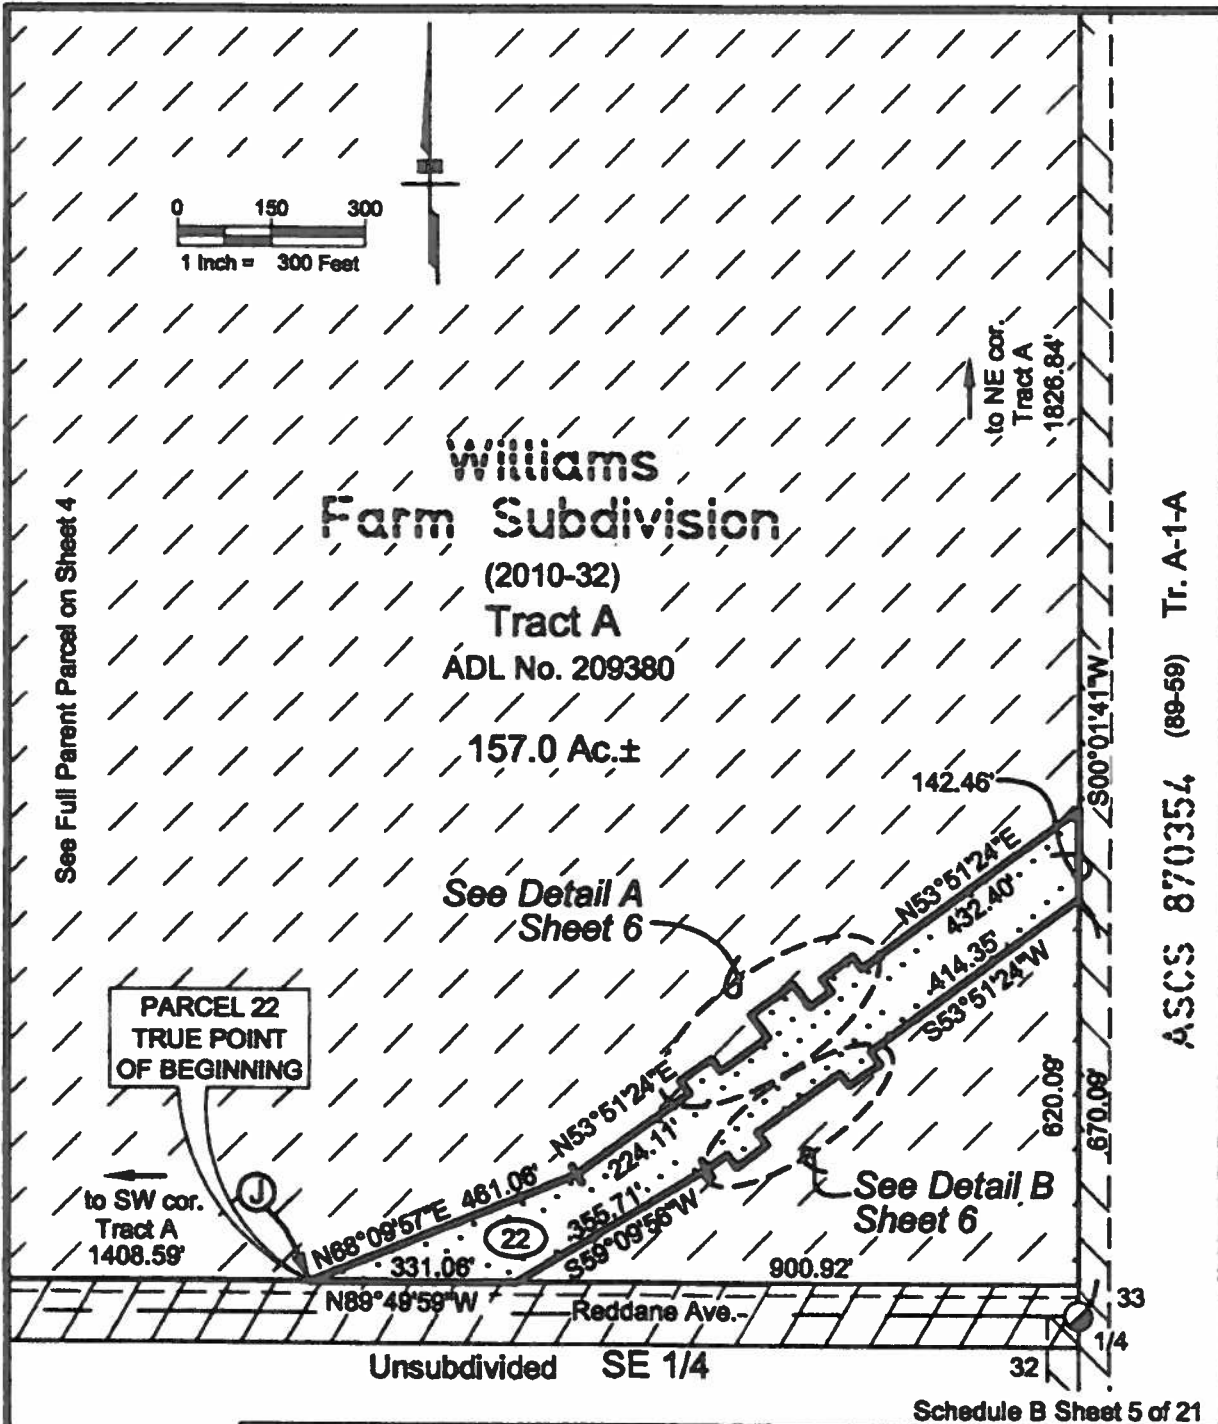 0 150 300
1 Inch = 300 Feet
to NE cor.
Tract A
1826.84'
Williams
Farm Subdivision
(2010-32)
Tract A
ADL No. 209380
157.0 Ac.±
See Full Parent Parcel on Sheet 4
S00°01'41"W
ASCS 870354 (89-59) Tr. A-1-A
142.46'
N53°51'24"E
432.40'
414.35'
S53°51'24"W
See Detail A
Sheet 6
PARCEL 22
TRUE POINT
OF BEGINNING
N53°51'24"E
224.11'
620.09'
670.09'
See Detail B
Sheet 6
to SW cor.
Tract A
1408.59'
J
N68°09'57"E 461.06'
22
355.71'
S59°09'56"W
331.06'
900.92'
N89°49'59"W
Reddane Ave.
33
1/4
32
Unsubdivided SE 1/4
Schedule B Sheet 5 of 21